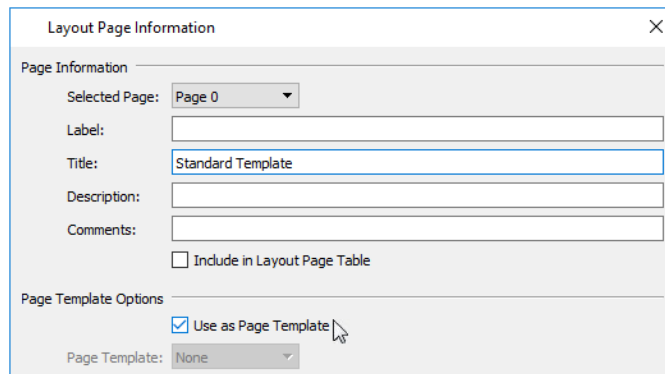 Layout Page Information
Page Information
Selected Page: Page 0
Label:
Title: Standard Template
Description:
Comments:
Include in Layout Page Table
Page Template Options
Use as Page Template
Page Template: None